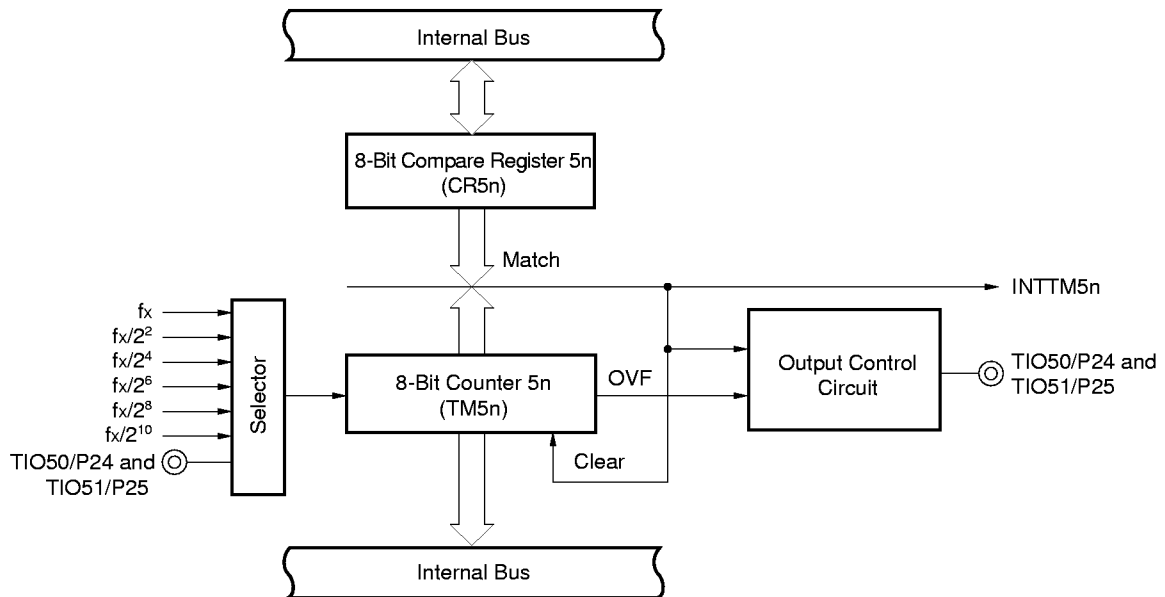 Internal Bus
8-Bit Compare Register 5n
(CR5n)
Match
INTTM5n
fx
fx/2²
fx/2⁴
fx/2⁶
fx/2⁸
fx/2¹⁰
TIO50/P24 and
TIO51/P25
Selector
8-Bit Counter 5n
(TM5n)
OVF
Clear
Output Control
Circuit
TIO50/P24 and
TIO51/P25
Internal Bus